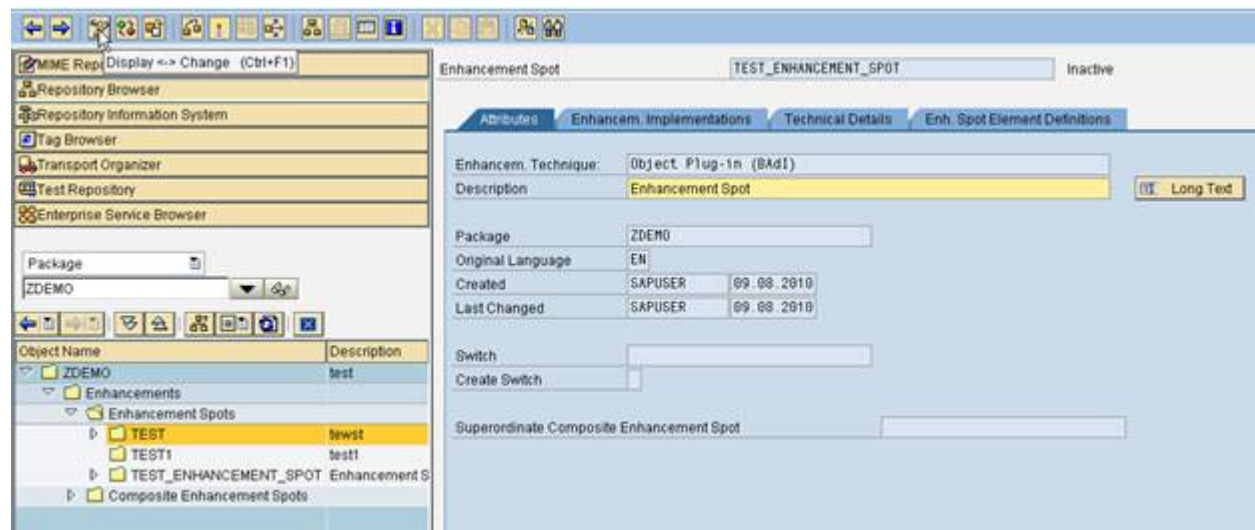 MIME Rep
Display <-> Change (Ctrl+F1)
Repository Browser
Repository Information System
Tag Browser
Transport Organizer
Test Repository
Enterprise Service Browser
Package
ZDEMO
Object Name Description
ZDEMO test
Enhancements
Enhancement Spots
TEST tewst
TEST1 test1
TEST_ENHANCEMENT_SPOT Enhancement S
Composite Enhancement Spots
Enhancement Spot TEST_ENHANCEMENT_SPOT Inactive
Attributes Enhancem. Implementations Technical Details Enh. Spot Element Definitions
Enhancem. Technique: Object Plug-in (BAdI)
Description Enhancement Spot Long Text
Package ZDEMO
Original Language EN
Created SAPUSER 09.08.2010
Last Changed SAPUSER 09.08.2010
Switch
Create Switch
Superordinate Composite Enhancement Spot